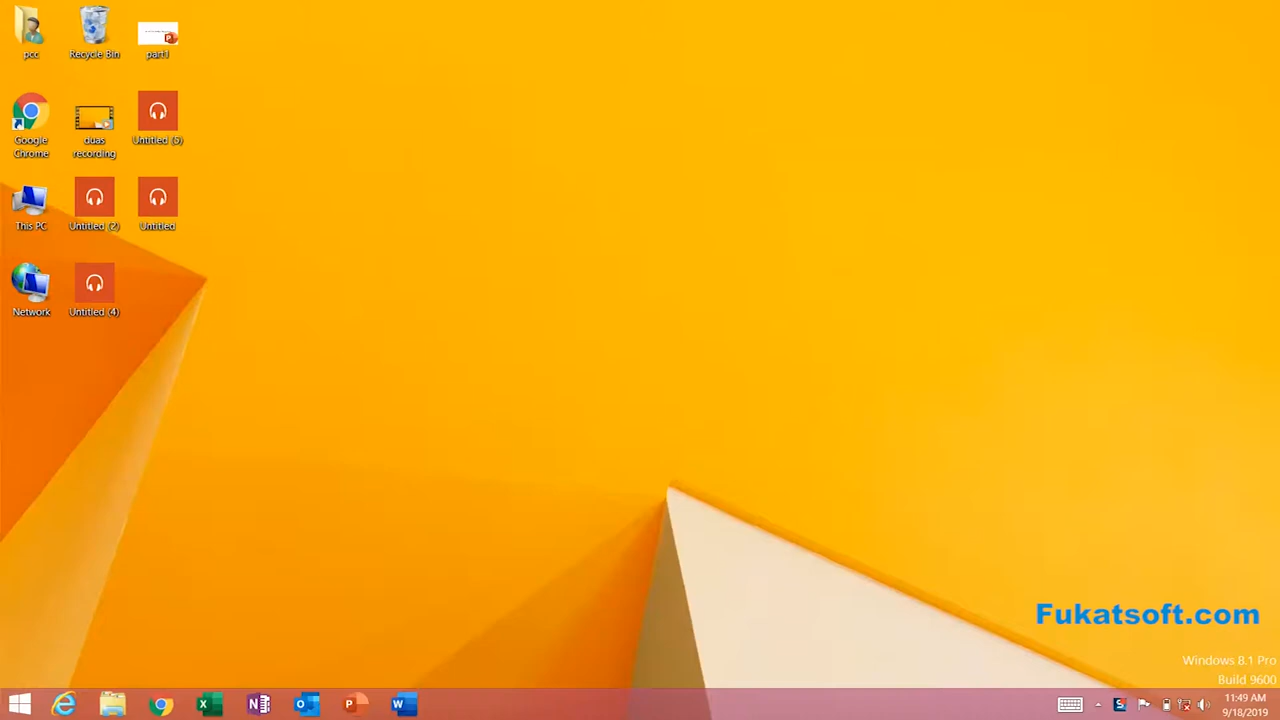 pcc
Recycle Bin
part1
Google
Chrome
duas
recording
Untitled (5)
This PC
Untitled (2)
Untitled
Network
Untitled (4)
Fukatsoft.com
Windows 8.1 Pro
Build 9600
11:49 AM
9/18/2019